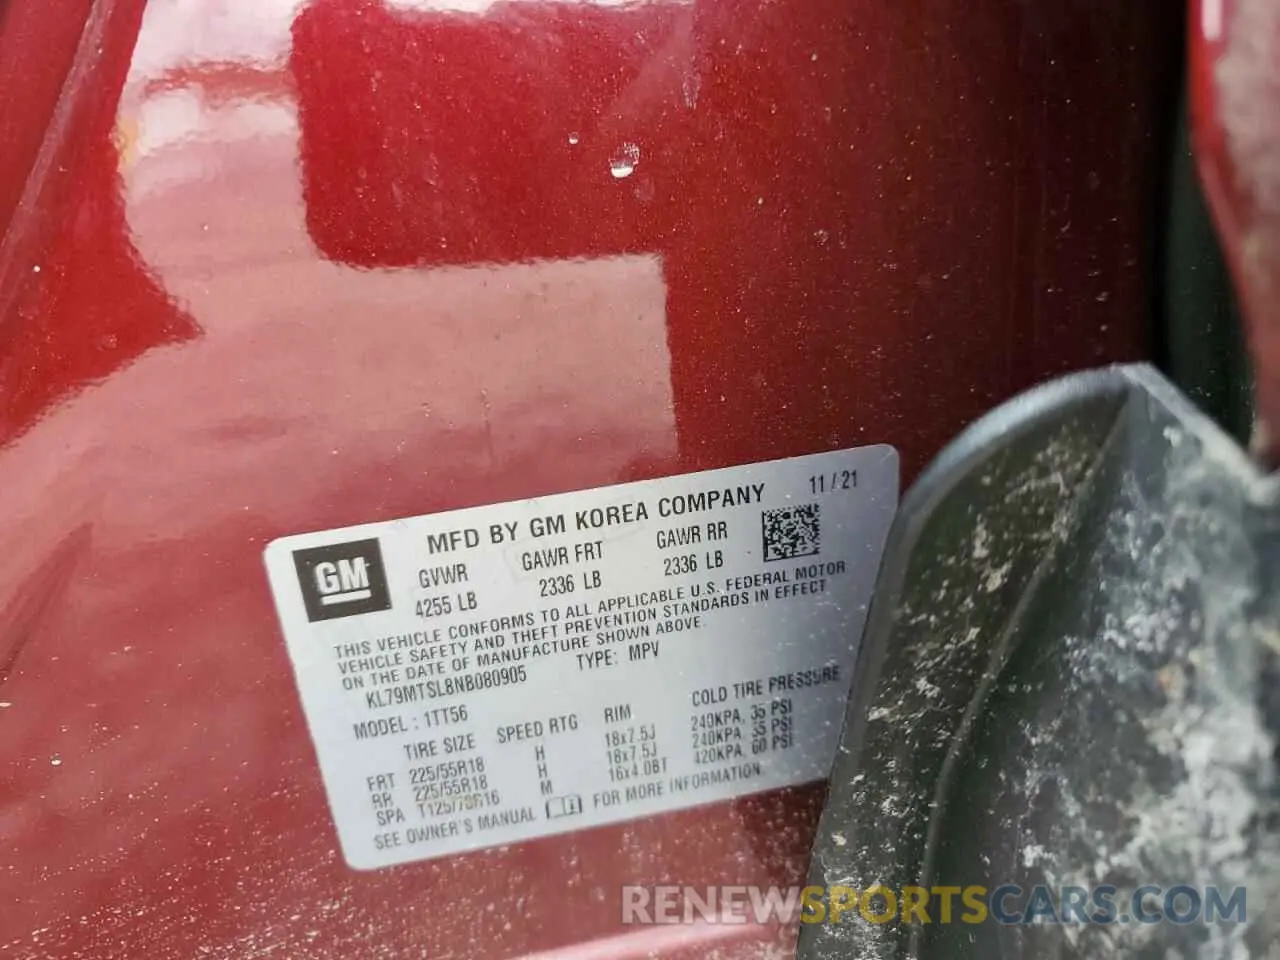 GM
MFD BY GM KOREA COMPANY 11/21
GVWR GAWR FRT GAWR RR
4255 LB 2336 LB 2336 LB
THIS VEHICLE CONFORMS TO ALL APPLICABLE U.S. FEDERAL MOTOR
VEHICLE SAFETY AND THEFT PREVENTION STANDARDS IN EFFECT
ON THE DATE OF MANUFACTURE SHOWN ABOVE.
KL79MTSL8NB080905 TYPE: MPV
MODEL: 1TT56
TIRE SIZE SPEED RTG RIM COLD TIRE PRESSURE
FRT 225/55R18 H 18x7.5J 240KPA, 35 PSI
RR 225/55R18 H 18x7.5J 240KPA, 35 PSI
SPA T125/70R16 M 16x4.0BT 420KPA, 60 PSI
SEE OWNER'S MANUAL FOR MORE INFORMATION.
RENEWSPORTSCARS.COM